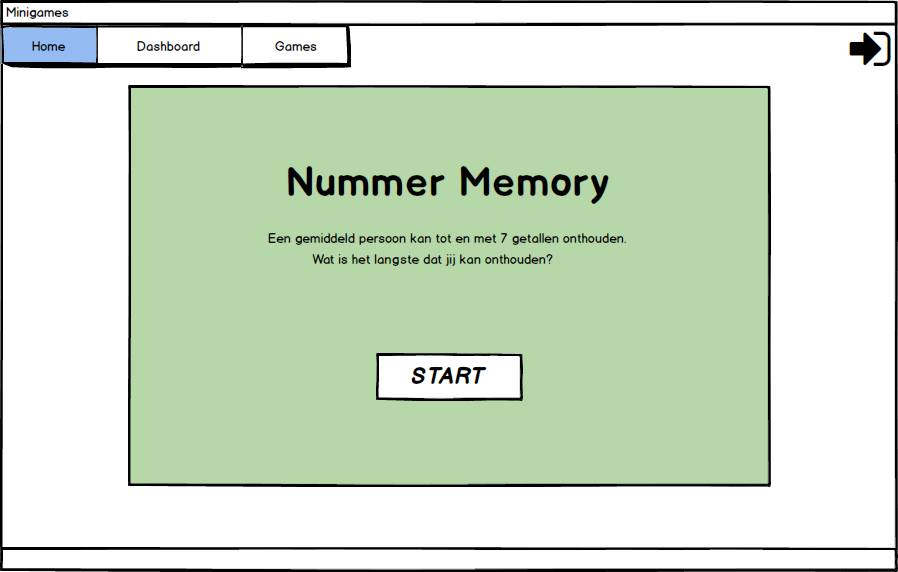 Minigames
Home Dashboard Games
Nummer Memory
Een gemiddeld persoon kan tot en met 7 getallen onthouden.
Wat is het langste dat jij kan onthouden?
START